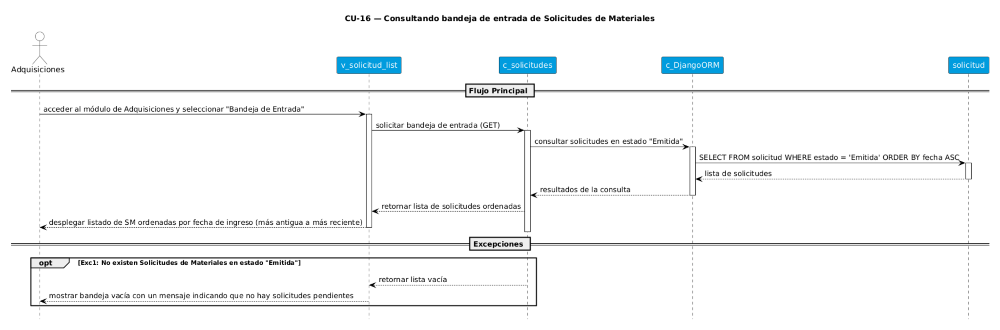 CU-16 — Consultando bandeja de entrada de Solicitudes de Materiales
Adquisiciones
v_solicitud_list
c_solicitudes
c_DjangoORM
solicitud
Flujo Principal
acceder al módulo de Adquisiciones y seleccionar "Bandeja de Entrada"
solicitar bandeja de entrada (GET)
consultar solicitudes en estado "Emitida"
SELECT FROM solicitud WHERE estado = 'Emitida' ORDER BY fecha ASC
lista de solicitudes
resultados de la consulta
retornar lista de solicitudes ordenadas
desplegar listado de SM ordenadas por fecha de ingreso (más antigua a más reciente)
Excepciones
opt
[Exc1: No existen Solicitudes de Materiales en estado "Emitida"]
retornar lista vacía
mostrar bandeja vacía con un mensaje indicando que no hay solicitudes pendientes